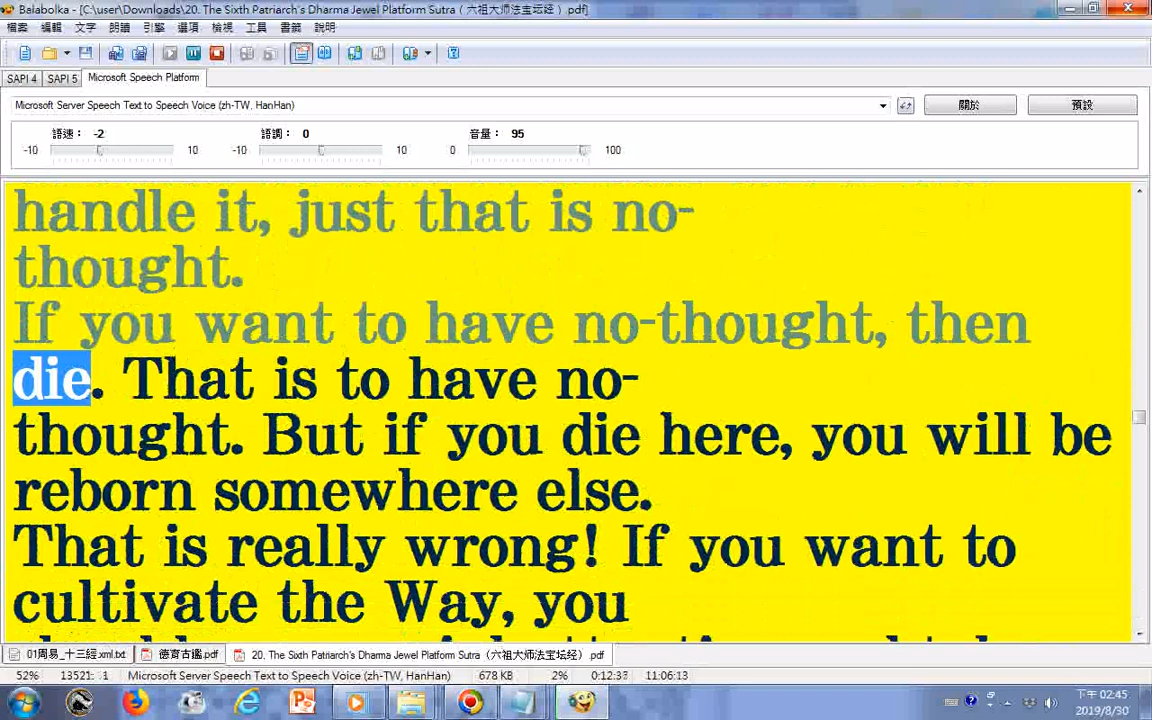 Balabolka - [C:\user\Downloads\20. The Sixth Patriarch's Dharma Jewel Platform Sutra（六祖大师法宝坛经）.pdf]
檔案 編輯 文字 朗讀 引擎 選項 檢視 工具 書籤 說明
SAPI 4 SAPI 5 Microsoft Speech Platform
Microsoft Server Speech Text to Speech Voice (zh-TW, HanHan) 關於 預設
語速： -2 語調： 0 音量： 95
-10 10 -10 10 0 100
handle it, just that is no-
thought.
If you want to have no-thought, then
die. That is to have no-
thought. But if you die here, you will be
reborn somewhere else.
That is really wrong! If you want to
cultivate the Way, you
01周易_十三經.xml.txt 德育古鑑.pdf 20. The Sixth Patriarch's Dharma Jewel Platform Sutra（六祖大师法宝坛经）.pdf
52% 13521: 1 Microsoft Server Speech Text to Speech Voice (zh-TW, HanHan) 678 KB 2% 0:12:33 11:06:13
下午 02:45
2019/8/30